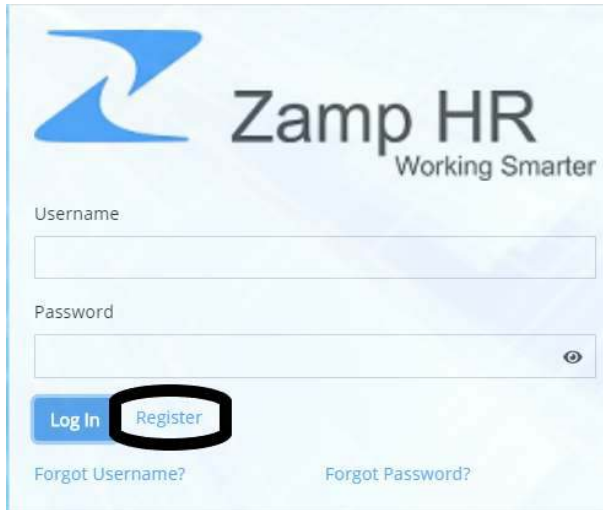 Zamp HR
Working Smarter
Username
Password
Log In Register
Forgot Username? Forgot Password?